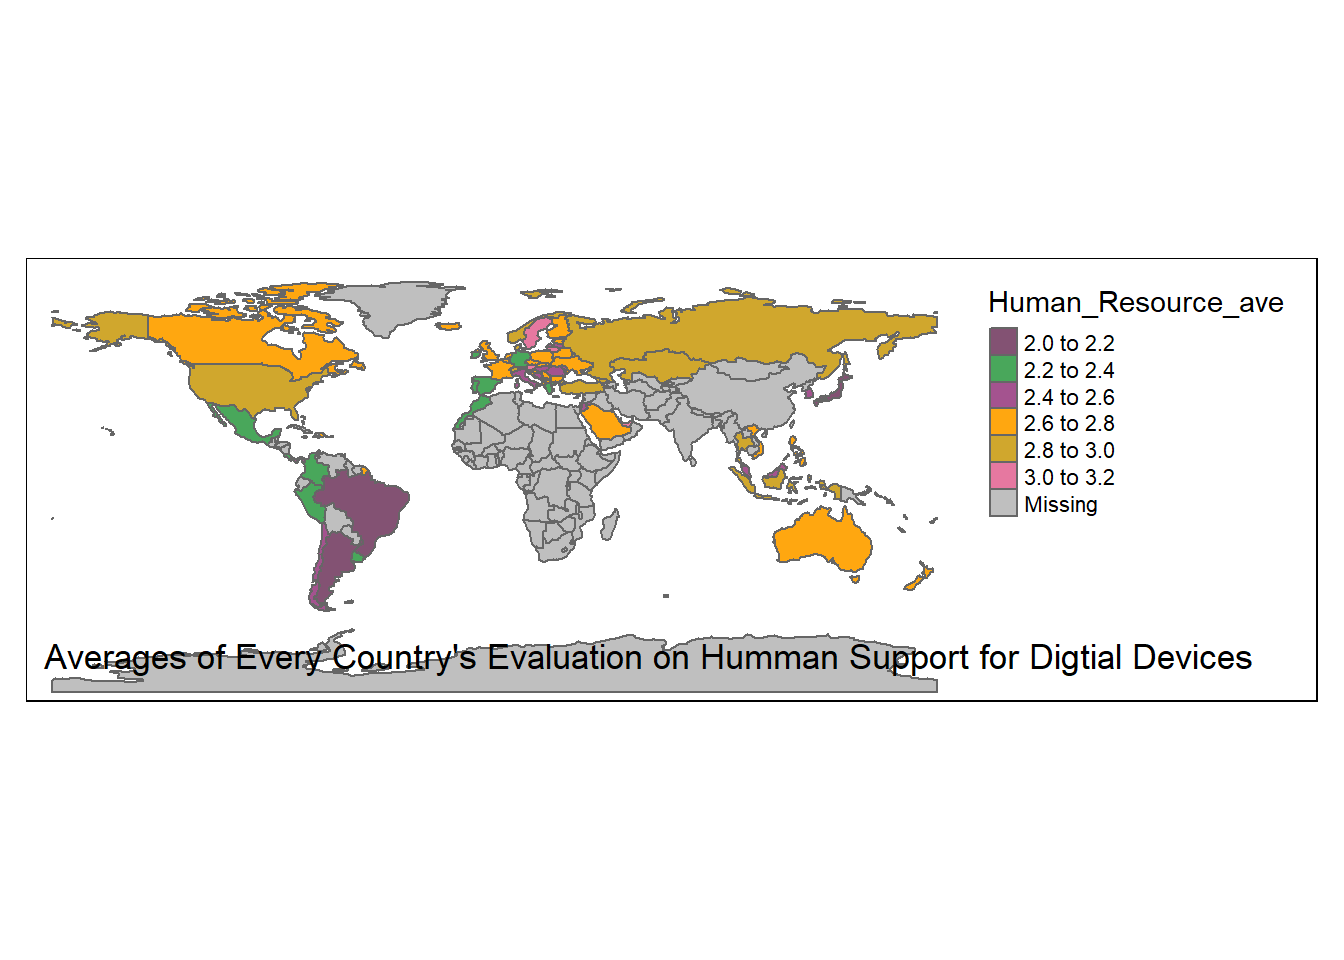 Human_Resource_ave
2.0 to 2.2
2.2 to 2.4
2.4 to 2.6
2.6 to 2.8
2.8 to 3.0
3.0 to 3.2
Missing
Averages of Every Country's Evaluation on Humman Support for Digtial Devices